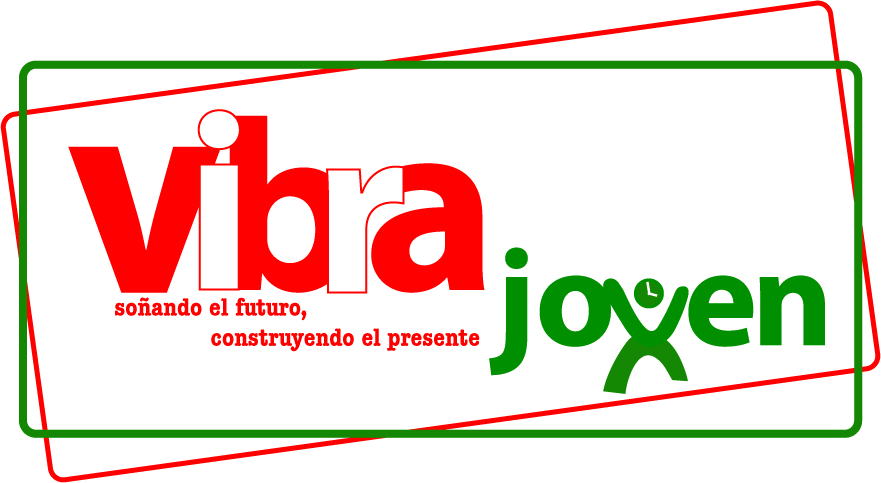 vibra
soñando el futuro,
construyendo el presente
joven